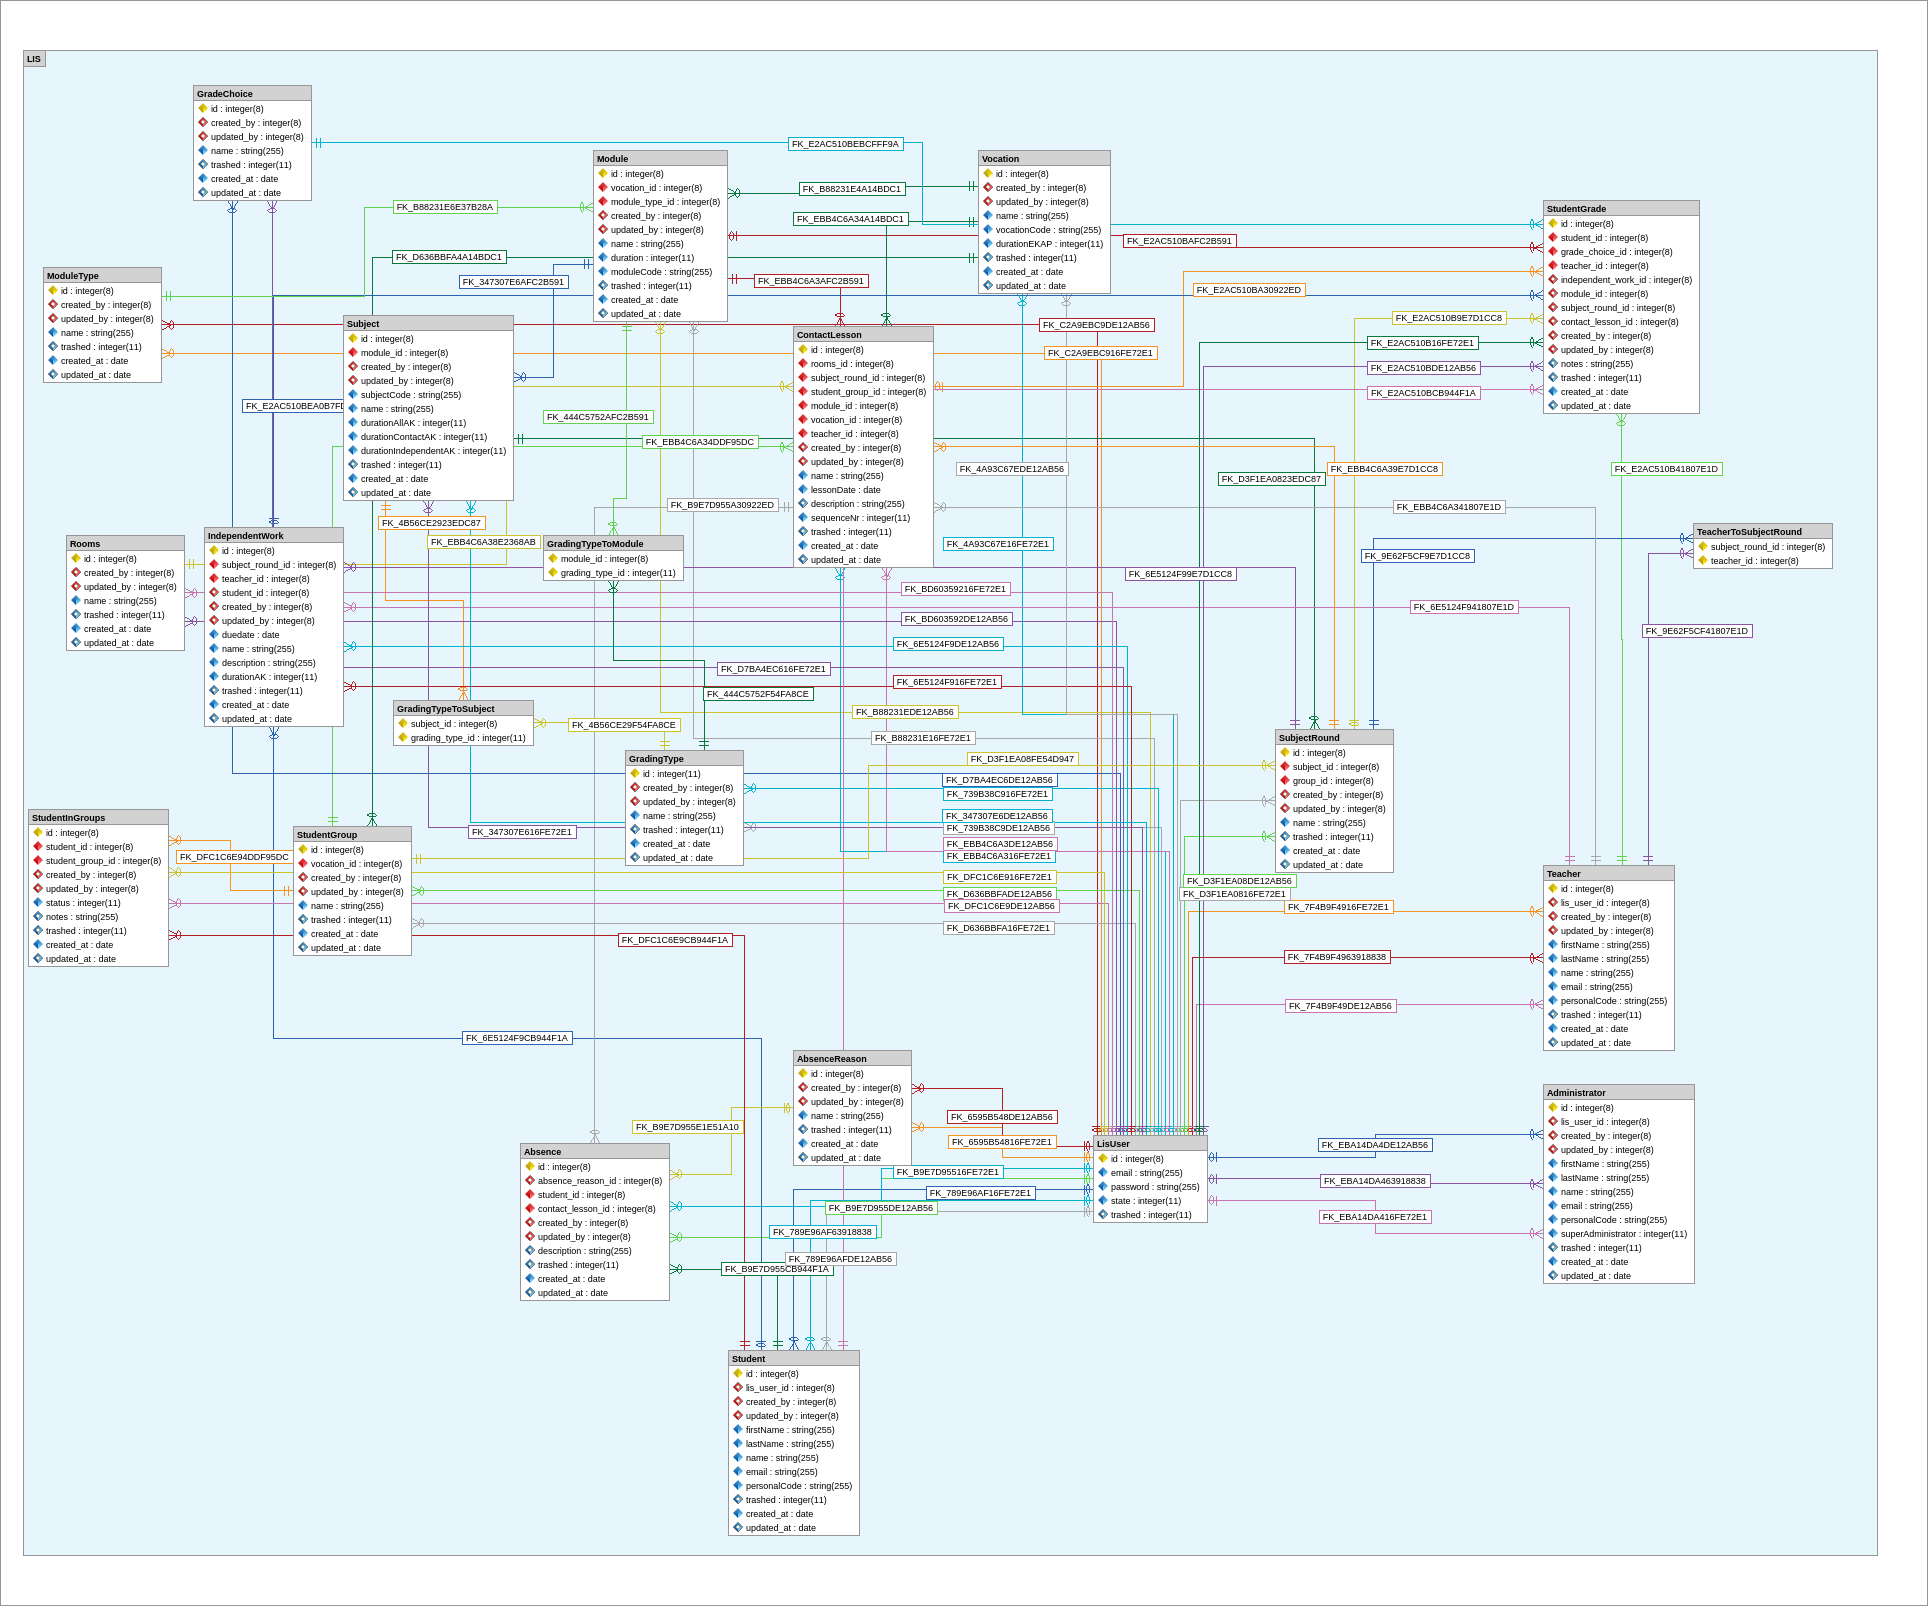 LIS
GradeChoice
id : integer(8)
created_by : integer(8)
updated_by : integer(8)
name : string(255)
trashed : integer(11)
created_at : date
updated_at : date
FK_E2AC510BEBCFFF9A
Module
id : integer(8)
vocation_id : integer(8)
module_type_id : integer(8)
created_by : integer(8)
updated_by : integer(8)
name : string(255)
duration : integer(11)
moduleCode : string(255)
trashed : integer(11)
created_at : date
updated_at : date
Vocation
id : integer(8)
created_by : integer(8)
updated_by : integer(8)
name : string(255)
vocationCode : string(255)
durationEKAP : integer(11)
trashed : integer(11)
created_at : date
updated_at : date
FK_B88231E4A14BDC1
FK_B88231E6E37B28A
FK_EBB4C6A34A14BDC1
FK_E2AC510BAFC2B591
FK_D636BBFA4A14BDC1
FK_347307E6AFC2B591
FK_EBB4C6A3AFC2B591
FK_E2AC510BA30922ED
StudentGrade
id : integer(8)
student_id : integer(8)
grade_choice_id : integer(8)
teacher_id : integer(8)
independent_work_id : integer(8)
module_id : integer(8)
subject_round_id : integer(8)
contact_lesson_id : integer(8)
created_by : integer(8)
updated_by : integer(8)
notes : string(255)
trashed : integer(11)
created_at : date
updated_at : date
ModuleType
id : integer(8)
created_by : integer(8)
updated_by : integer(8)
name : string(255)
trashed : integer(11)
created_at : date
updated_at : date
Subject
id : integer(8)
module_id : integer(8)
created_by : integer(8)
updated_by : integer(8)
subjectCode : string(255)
name : string(255)
durationAllAK : integer(11)
durationContactAK : integer(11)
durationIndependentAK : integer(11)
trashed : integer(11)
created_at : date
updated_at : date
ContactLesson
id : integer(8)
rooms_id : integer(8)
subject_round_id : integer(8)
student_group_id : integer(8)
module_id : integer(8)
vocation_id : integer(8)
teacher_id : integer(8)
created_by : integer(8)
updated_by : integer(8)
name : string(255)
lessonDate : date
description : string(255)
sequenceNr : integer(11)
trashed : integer(11)
created_at : date
updated_at : date
FK_C2A9EBC9DE12AB56
FK_C2A9EBC916FE72E1
FK_E2AC510B9E7D1CC8
FK_E2AC510B16FE72E1
FK_E2AC510BDE12AB56
FK_E2AC510BCB944F1A
FK_E2AC510BEA0B7FD
FK_444C5752AFC2B591
FK_EBB4C6A34DDF95DC
FK_4A93C67EDE12AB56
FK_D3F1EA0823EDC87
FK_EBB4C6A39E7D1CC8
FK_E2AC510B41807E1D
FK_B9E7D955A30922ED
FK_EBB4C6A341807E1D
FK_4B56CE2923EDC87
FK_EBB4C6A38E2368AB
FK_4A93C67E16FE72E1
FK_9E62F5CF9E7D1CC8
FK_6E5124F99E7D1CC8
TeacherToSubjectRound
subject_round_id : integer(8)
teacher_id : integer(8)
Rooms
id : integer(8)
created_by : integer(8)
updated_by : integer(8)
name : string(255)
trashed : integer(11)
created_at : date
updated_at : date
IndependentWork
id : integer(8)
subject_round_id : integer(8)
teacher_id : integer(8)
student_id : integer(8)
created_by : integer(8)
updated_by : integer(8)
duedate : date
name : string(255)
description : string(255)
durationAK : integer(11)
trashed : integer(11)
created_at : date
updated_at : date
GradingTypeToModule
module_id : integer(8)
grading_type_id : integer(11)
FK_BD60359216FE72E1
FK_6E5124F941807E1D
FK_BD603592DE12AB56
FK_9E62F5CF41807E1D
FK_6E5124F9DE12AB56
FK_D7BA4EC616FE72E1
FK_6E5124F916FE72E1
FK_444C5752F54FA8CE
FK_B88231EDE12AB56
FK_4B56CE29F54FA8CE
FK_B88231E16FE72E1
GradingTypeToSubject
subject_id : integer(8)
grading_type_id : integer(11)
GradingType
id : integer(11)
created_by : integer(8)
updated_by : integer(8)
name : string(255)
trashed : integer(11)
created_at : date
updated_at : date
FK_D3F1EA08FE54D947
FK_D7BA4EC6DE12AB56
FK_739B38C916FE72E1
FK_347307E6DE12AB56
FK_739B38C9DE12AB56
FK_347307E616FE72E1
FK_EBB4C6A3DE12AB56
FK_EBB4C6A316FE72E1
FK_DFC1C6E916FE72E1
FK_D636BBFADE12AB56
FK_DFC1C6E9DE12AB56
FK_D636BBFA16FE72E1
SubjectRound
id : integer(8)
subject_id : integer(8)
group_id : integer(8)
created_by : integer(8)
updated_by : integer(8)
name : string(255)
trashed : integer(11)
created_at : date
updated_at : date
FK_D3F1EA08DE12AB56
FK_D3F1EA0816FE72E1
FK_7F4B9F4916FE72E1
FK_7F4B9F4963918838
FK_7F4B9F49DE12AB56
StudentInGroups
id : integer(8)
student_id : integer(8)
student_group_id : integer(8)
created_by : integer(8)
updated_by : integer(8)
status : integer(11)
notes : string(255)
trashed : integer(11)
created_at : date
updated_at : date
FK_DFC1C6E94DDF95DC
StudentGroup
id : integer(8)
vocation_id : integer(8)
created_by : integer(8)
updated_by : integer(8)
name : string(255)
trashed : integer(11)
created_at : date
updated_at : date
FK_DFC1C6E9CB944F1A
Teacher
id : integer(8)
lis_user_id : integer(8)
created_by : integer(8)
updated_by : integer(8)
firstName : string(255)
lastName : string(255)
name : string(255)
email : string(255)
personalCode : string(255)
trashed : integer(11)
created_at : date
updated_at : date
FK_6E5124F9CB944F1A
AbsenceReason
id : integer(8)
created_by : integer(8)
updated_by : integer(8)
name : string(255)
trashed : integer(11)
created_at : date
updated_at : date
FK_6595B548DE12AB56
FK_6595B54816FE72E1
FK_B9E7D955E1E51A10
FK_B9E7D95516FE72E1
FK_789E96AF16FE72E1
FK_B9E7D955DE12AB56
FK_789E96AF63918838
FK_789E96AFDE12AB56
FK_B9E7D955CB944F1A
Absence
id : integer(8)
absence_reason_id : integer(8)
student_id : integer(8)
contact_lesson_id : integer(8)
created_by : integer(8)
updated_by : integer(8)
description : string(255)
trashed : integer(11)
created_at : date
updated_at : date
LisUser
id : integer(8)
email : string(255)
password : string(255)
state : integer(11)
trashed : integer(11)
FK_EBA14DA4DE12AB56
FK_EBA14DA463918838
FK_EBA14DA416FE72E1
Administrator
id : integer(8)
lis_user_id : integer(8)
created_by : integer(8)
updated_by : integer(8)
firstName : string(255)
lastName : string(255)
name : string(255)
email : string(255)
personalCode : string(255)
superAdministrator : integer(11)
trashed : integer(11)
created_at : date
updated_at : date
Student
id : integer(8)
lis_user_id : integer(8)
created_by : integer(8)
updated_by : integer(8)
firstName : string(255)
lastName : string(255)
name : string(255)
email : string(255)
personalCode : string(255)
trashed : integer(11)
created_at : date
updated_at : date